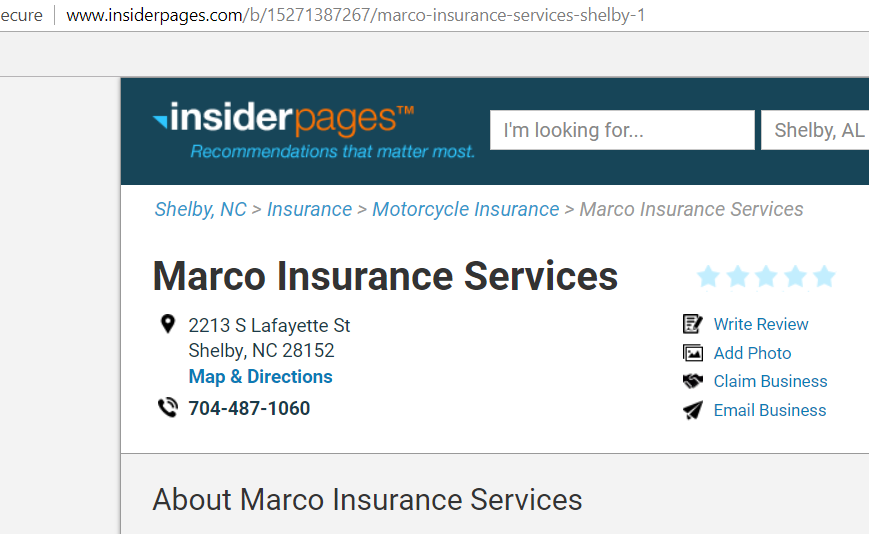 ecure www.insiderpages.com/b/15271387267/marco-insurance-services-shelby-1
insiderpages™
Recommendations that matter most.
I'm looking for...
Shelby, AL
Shelby, NC > Insurance > Motorcycle Insurance > Marco Insurance Services
Marco Insurance Services
2213 S Lafayette St
Shelby, NC 28152
Map & Directions
704-487-1060
Write Review
Add Photo
Claim Business
Email Business
About Marco Insurance Services